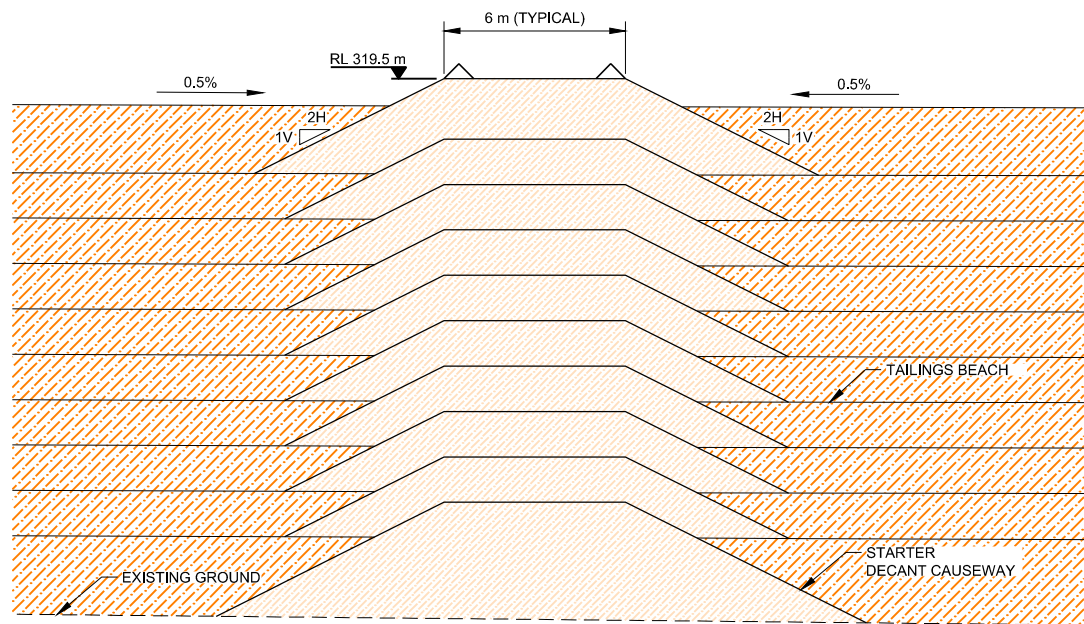 6 m (TYPICAL)
RL 319.5 m
0.5%
0.5%
2H
1V
2H
1V
TAILINGS BEACH
STARTER
DECANT CAUSEWAY
EXISTING GROUND